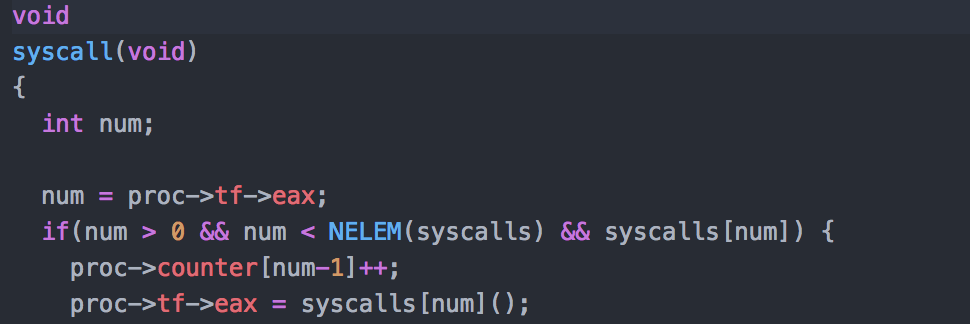 void
syscall(void)
{
  int num;

  num = proc->tf->eax;
  if(num > 0 && num < NELEM(syscalls) && syscalls[num]) {
    proc->counter[num-1]++;
    proc->tf->eax = syscalls[num]();